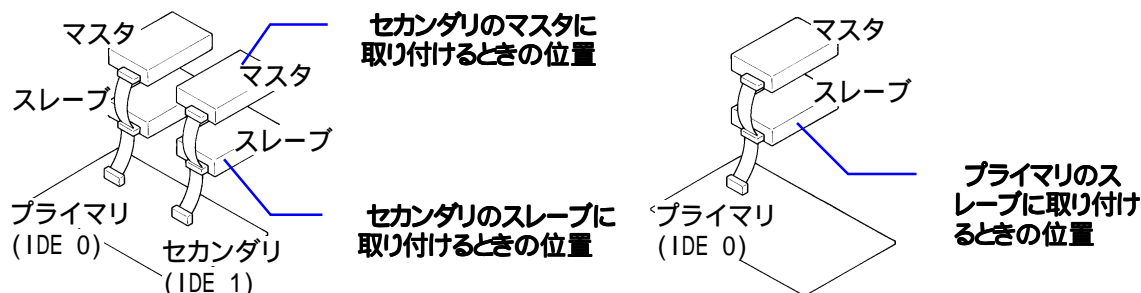 マスタ
スレーブ
マスタ
スレーブ
プライマリ
(IDE 0)
セカンダリ
(IDE 1)
セカンダリのマスタに
取り付けるときの位置
セカンダリのスレーブに
取り付けるときの位置
マスタ
スレーブ
プライマリ
(IDE 0)
プライマリのス
レーブに取り付け
るときの位置